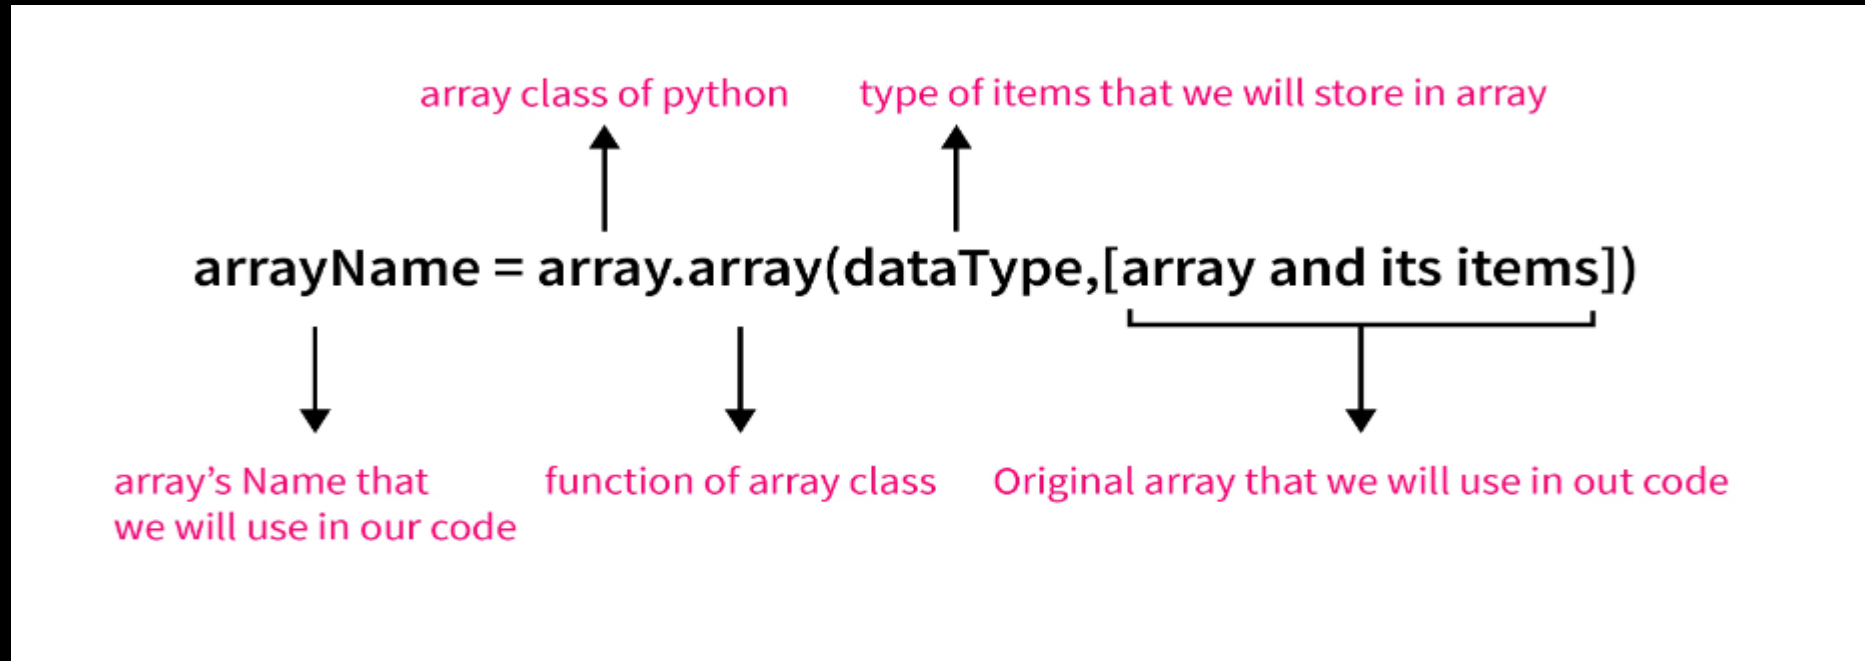 array class of python
type of items that we will store in array
arrayName = array.array(dataType,[array and its items])
array’s Name that
we will use in our code
function of array class
Original array that we will use in out code